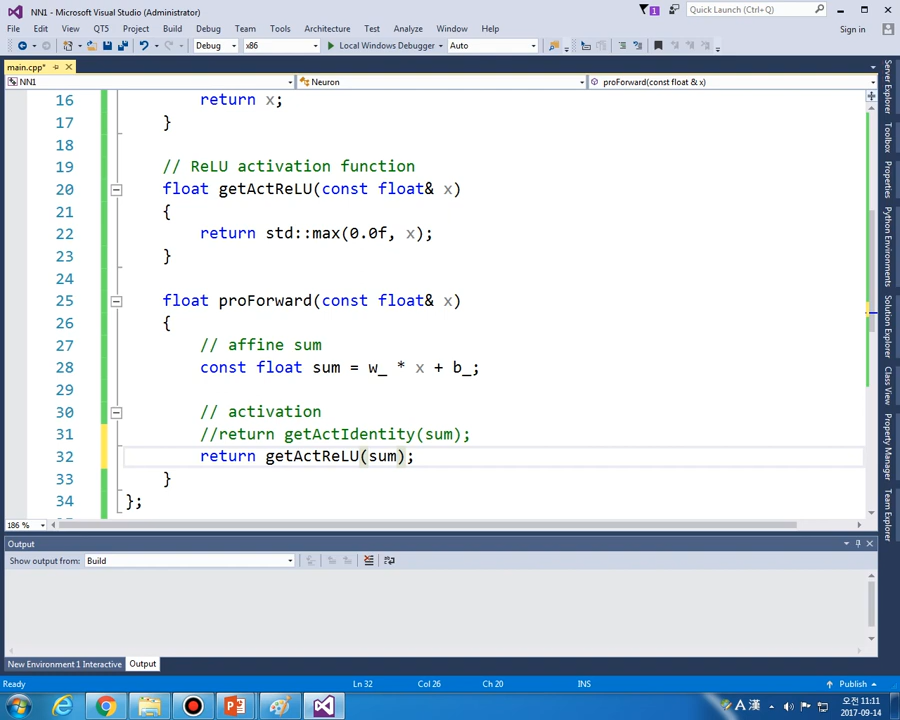 NN1 - Microsoft Visual Studio (Administrator)
1
Quick Launch (Ctrl+Q)
File Edit View QT5 Project Build Debug Team Tools Architecture Test Analyze Window Help
Sign in
Debug x86 Local Windows Debugger Auto
main.cpp*
NN1 Neuron proForward(const float & x)
16 return x;
17 }
18
19 // ReLU activation function
20 float getActReLU(const float& x)
21 {
22 return std::max(0.0f, x);
23 }
24
25 float proForward(const float& x)
26 {
27 // affine sum
28 const float sum = w_ * x + b_;
29
30 // activation
31 //return getActIdentity(sum);
32 return getActReLU(sum);
33 }
34 };
186 %
Server Explorer
Toolbox
Properties
Python Environments
Solution Explorer
Class View
Property Manager
Team Explorer
Output
Show output from: Build
New Environment 1 Interactive Output
Ready Ln 32 Col 26 Ch 20 INS Publish
A 漢
오전 11:11
2017-09-14